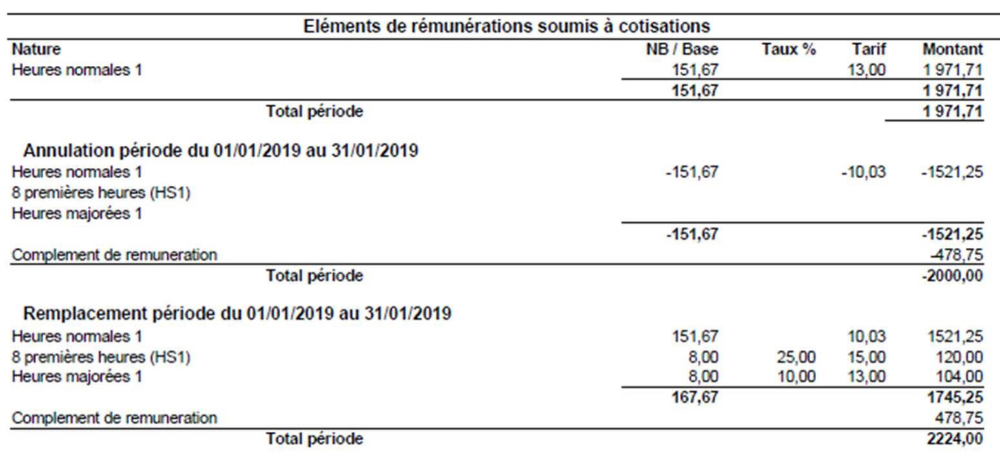 Eléments de rémunérations soumis à cotisations
Nature NB / Base Taux % Tarif Montant
Heures normales 1 151,67 13,00 1 971,71
151,67 1 971,71
Total période 1 971,71
Annulation période du 01/01/2019 au 31/01/2019
Heures normales 1 -151,67 -10,03 -1521,25
8 premières heures (HS1)
Heures majorées 1
-151,67 -1521,25
Complement de remuneration -478,75
Total période -2000,00
Remplacement période du 01/01/2019 au 31/01/2019
Heures normales 1 151,67 10,03 1521,25
8 premières heures (HS1) 8,00 25,00 15,00 120,00
Heures majorées 1 8,00 10,00 13,00 104,00
167,67 1745,25
Complement de remuneration 478,75
Total période 2224,00